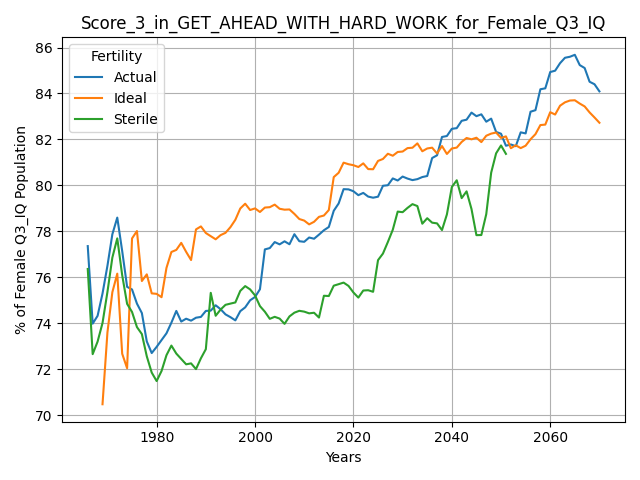 Score_3_in_GET_AHEAD_WITH_HARD_WORK_for_Female_Q3_IQ
Fertility
Actual
Ideal
Sterile
% of Female Q3_IQ Population
86
84
82
80
78
76
74
72
70
1980
2000
2020
2040
2060
Years